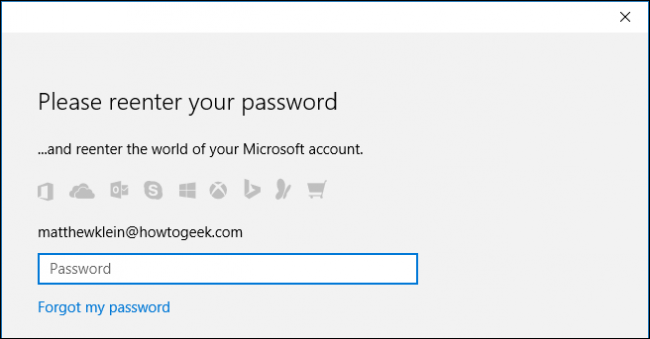 Please reenter your password
...and reenter the world of your Microsoft account.
matthewklein@howtogeek.com
Password
Forgot my password